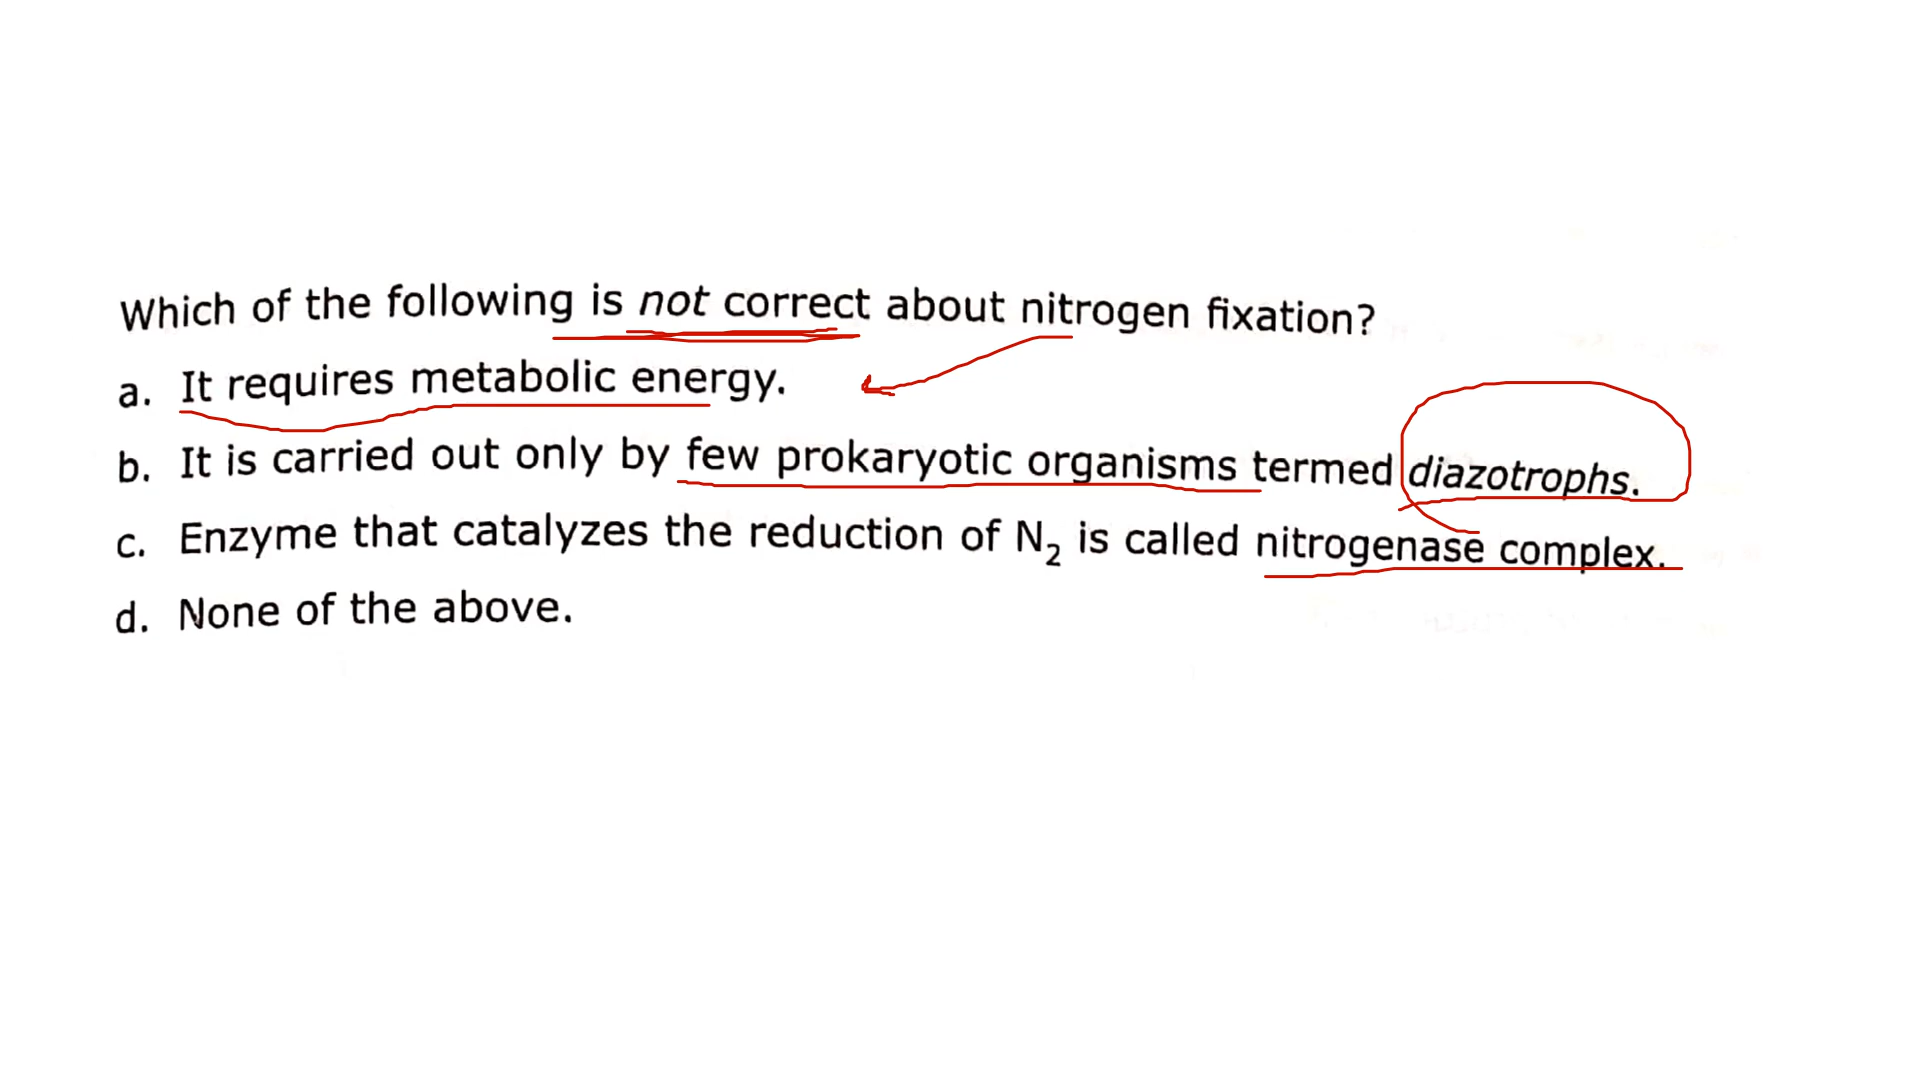 Which of the following is not correct about nitrogen fixation?
a. It requires metabolic energy.
b. It is carried out only by few prokaryotic organisms termed diazotrophs.
c. Enzyme that catalyzes the reduction of N₂ is called nitrogenase complex.
d. None of the above.